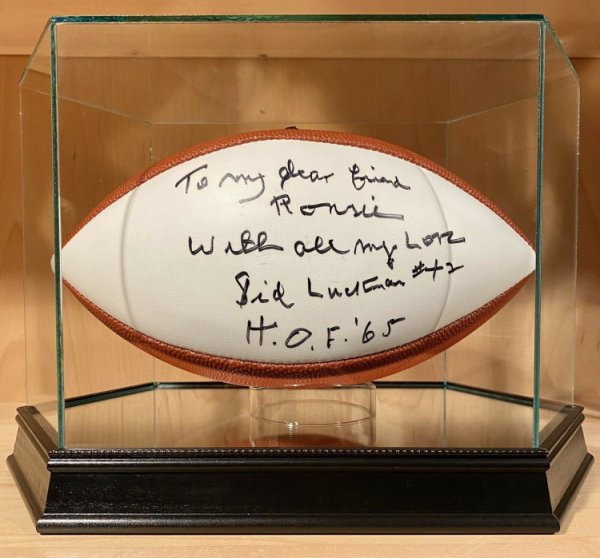 To my dear friend
Ronnie
With all my Love
Sid Luckman #42
H.O.F. '65